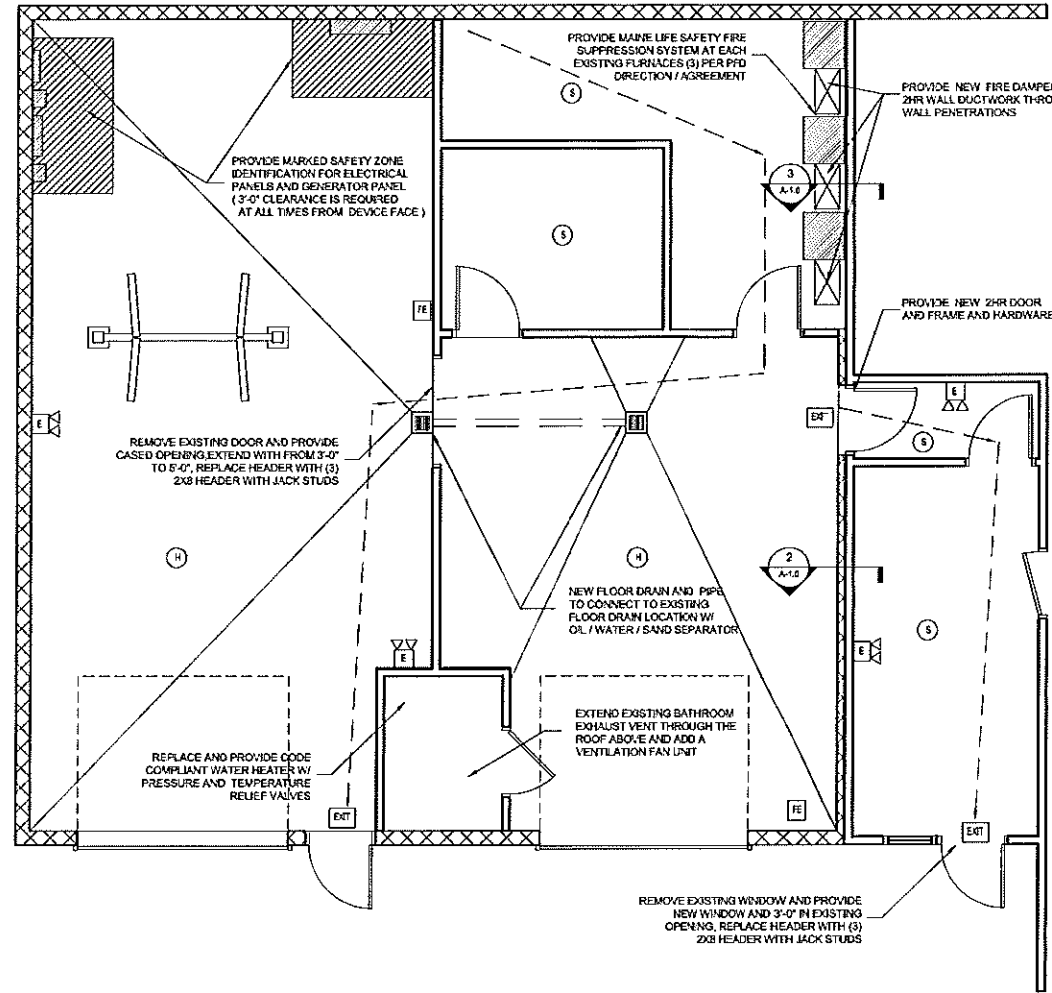 PROVIDE MAINE LIFE SAFETY FIRE
SUPPRESSION SYSTEM AT EACH
EXISTING FURNACES (3) PER PFD
DIRECTION / AGREEMENT
PROVIDE NEW FIRE DAMPE
2HR WALL DUCTWORK THRO
WALL PENETRATIONS
S
PROVIDE MARKED SAFETY ZONE
IDENTIFICATION FOR ELECTRICAL
PANELS AND GENERATOR PANEL
( 3'-0" CLEARANCE IS REQUIRED
AT ALL TIMES FROM DEVICE FACE )
3
A-1.0
S
FE
PROVIDE NEW 2HR DOOR
AND FRAME AND HARDWARE
E
E
EXIT
S
REMOVE EXISTING DOOR AND PROVIDE
CASED OPENING,EXTEND WITH FROM 3'-0"
TO 5'-0", REPLACE HEADER WITH (3)
2X8 HEADER WITH JACK STUDS
H
H
2
A-1.0
NEW FLOOR DRAIN AND PIPE
TO CONNECT TO EXISTING
FLOOR DRAIN LOCATION W/
OIL / WATER / SAND SEPARATOR
S
E
E
EXTEND EXISTING BATHROOM
EXHAUST VENT THROUGH THE
ROOF ABOVE AND ADD A
VENTILATION FAN UNIT
REPLACE AND PROVIDE CODE
COMPLIANT WATER HEATER W/
PRESSURE AND TEMPERATURE
RELIEF VALVES
EXIT
FE
EXIT
REMOVE EXISTING WINDOW AND PROVIDE
NEW WINDOW AND 3'-0" IN EXISTING
OPENING, REPLACE HEADER WITH (3)
2X8 HEADER WITH JACK STUDS